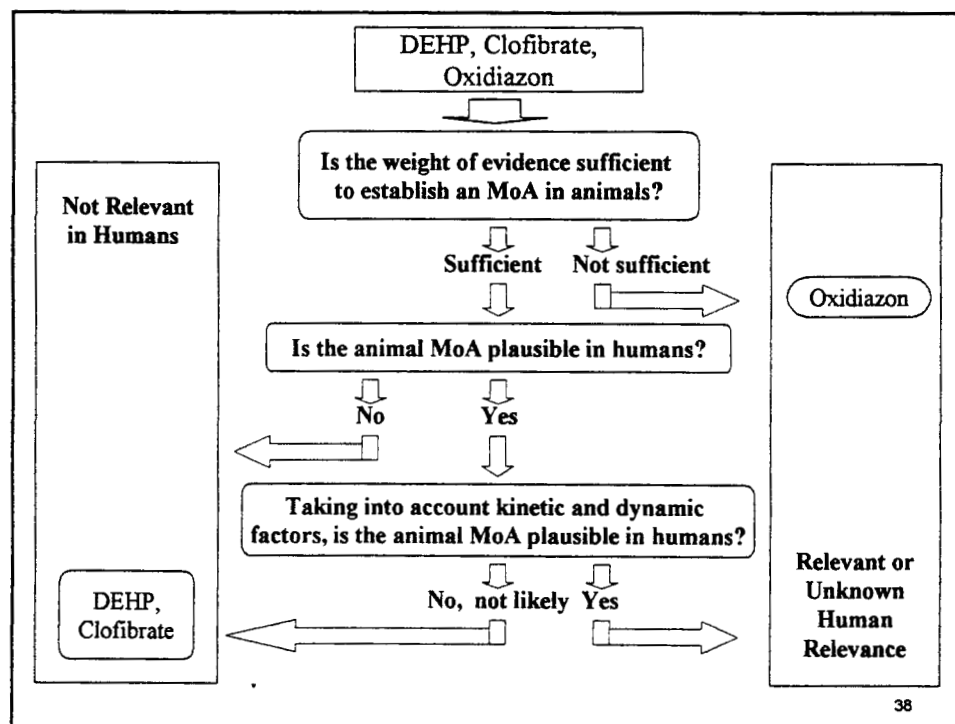 DEHP, Clofibrate,
Oxidiazon
Is the weight of evidence sufficient
to establish an MoA in animals?
Not Relevant
in Humans
Sufficient
Not sufficient
Oxidiazon
Is the animal MoA plausible in humans?
No
Yes
Taking into account kinetic and dynamic
factors, is the animal MoA plausible in humans?
No, not likely
Yes
DEHP,
Clofibrate
Relevant or
Unknown
Human
Relevance
38